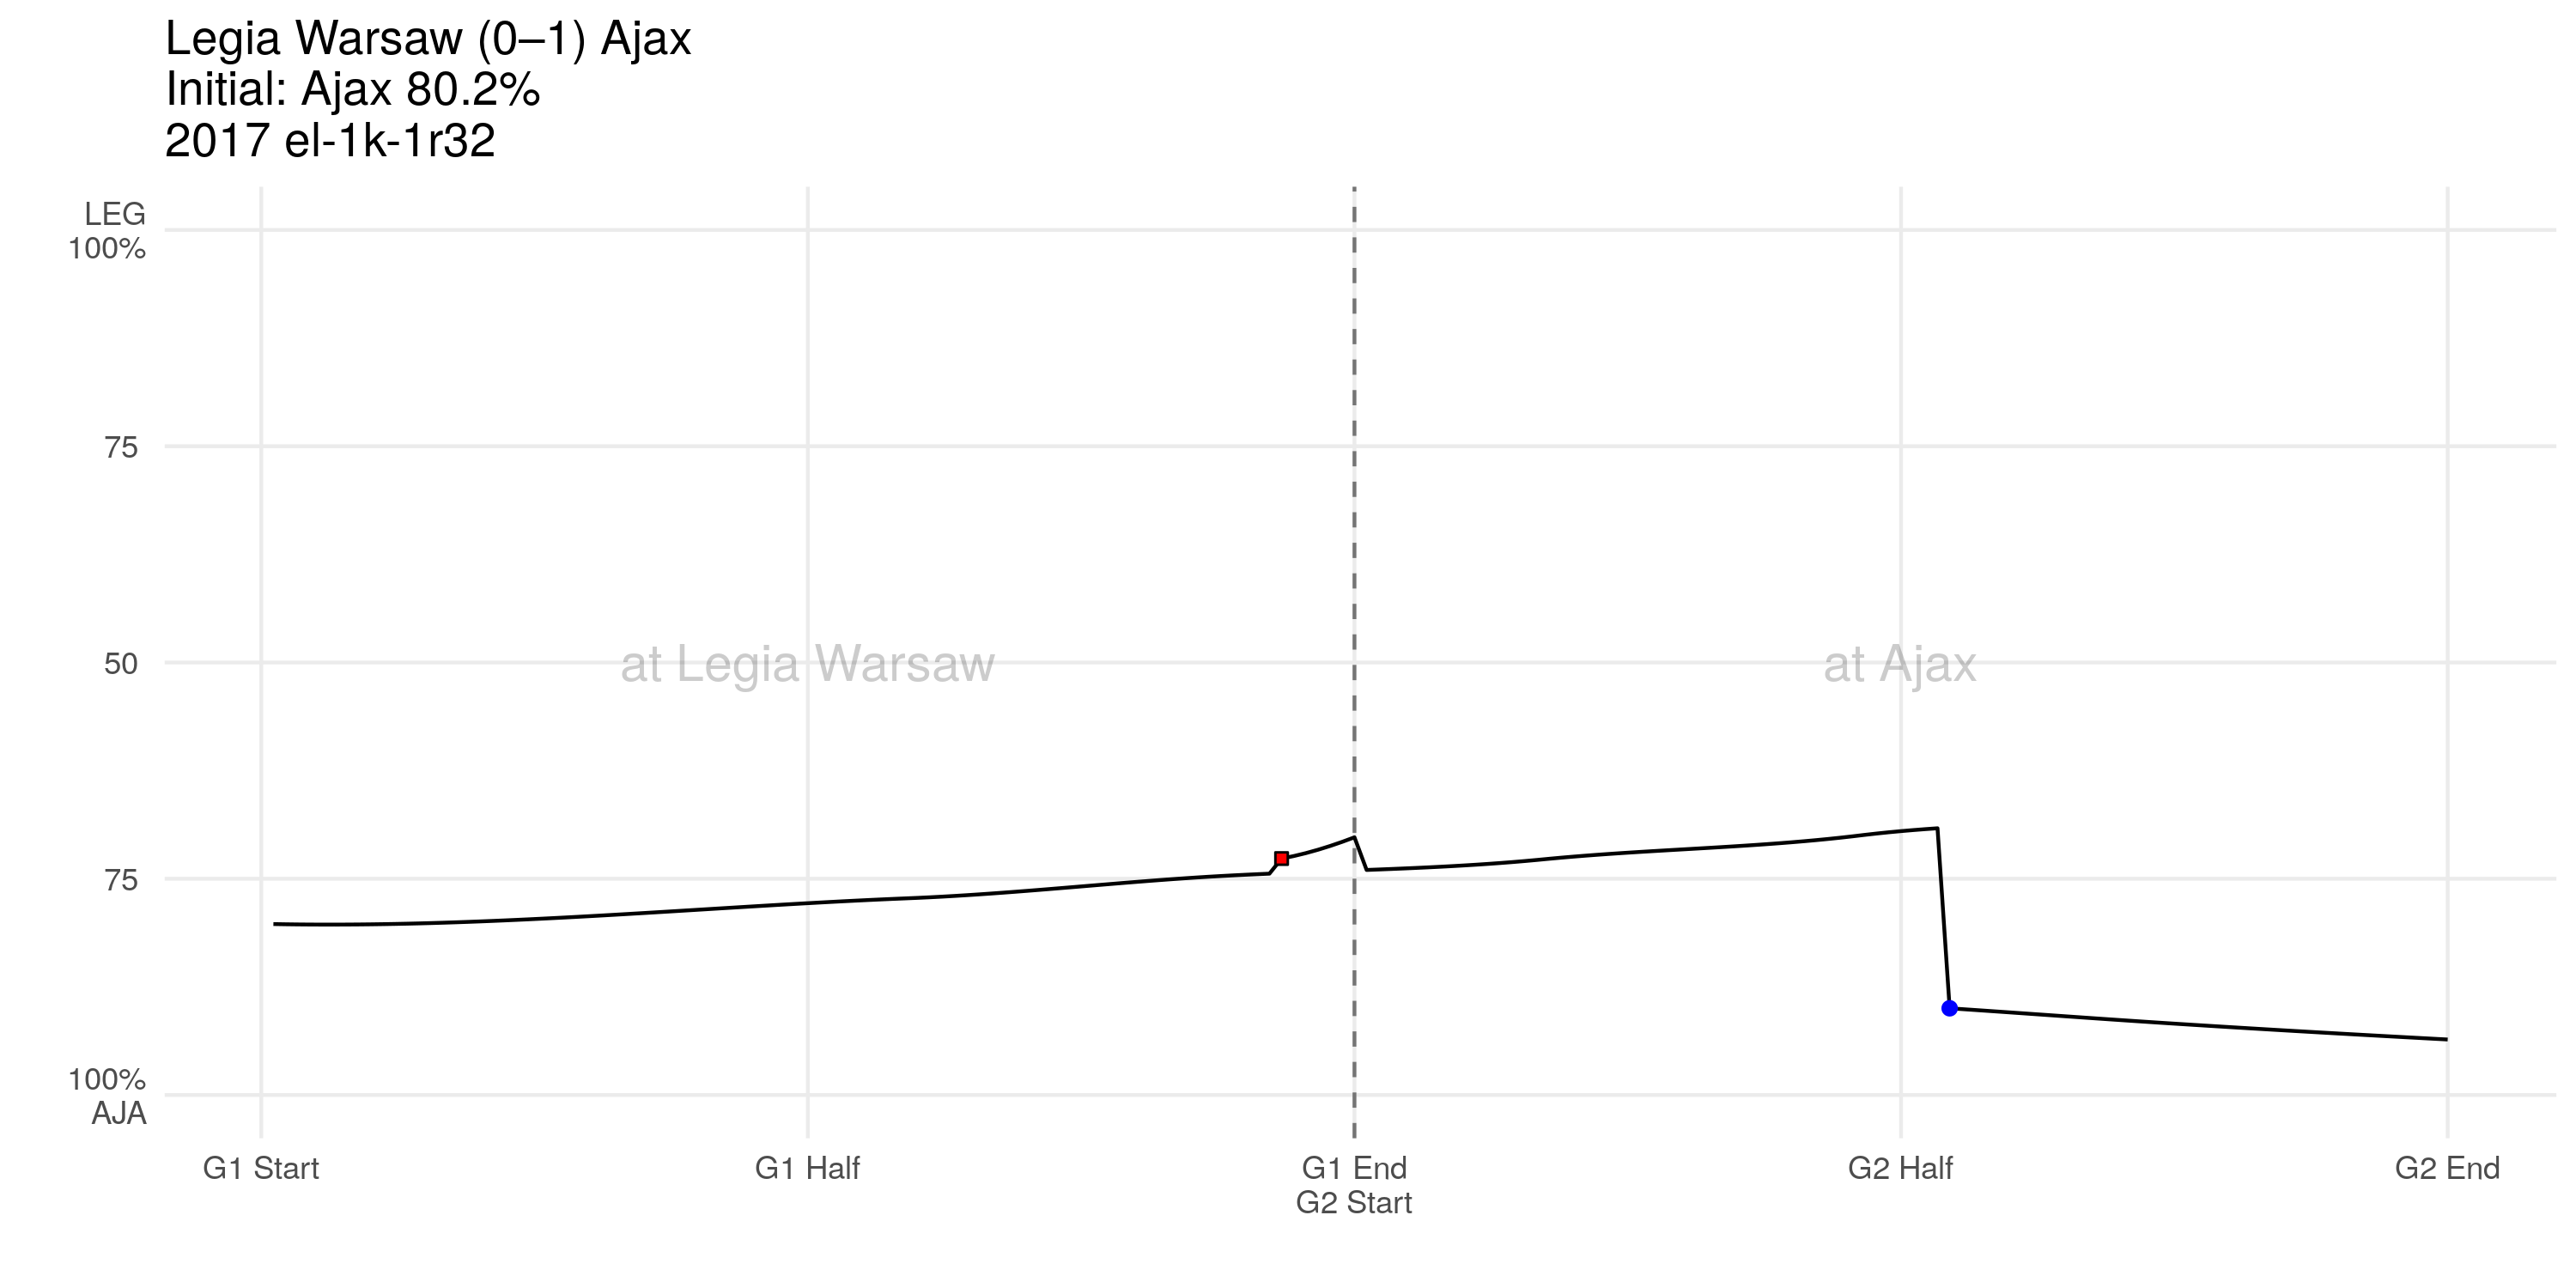 Legia Warsaw (0–1) Ajax
Initial: Ajax 80.2%
2017 el-1k-1r32
LEG
100%
75
50
75
100%
AJA
at Legia Warsaw
at Ajax
G1 Start
G1 Half
G1 End
G2 Start
G2 Half
G2 End